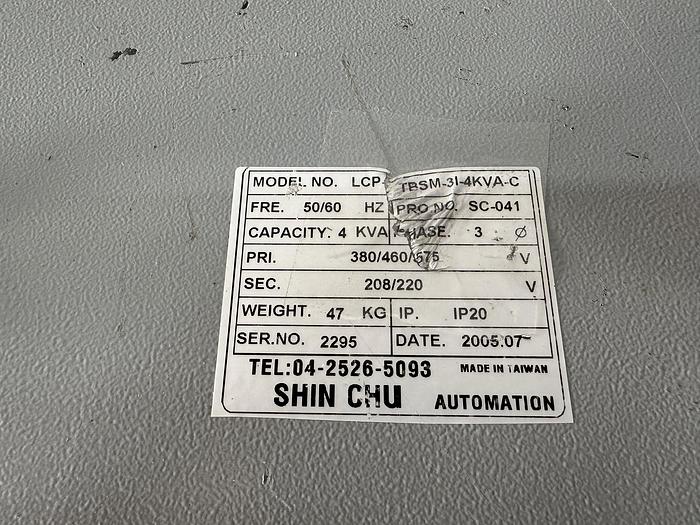 MODEL NO. LCP TBSM-3I-4KVA-C
FRE. 50/60 HZ PRO NO. SC-041
CAPACITY. 4 KVA PHASE. 3 Ø
PRI. 380/460/575 V
SEC. 208/220 V
WEIGHT. 47 KG IP. IP20
SER.NO. 2295 DATE. 2005.07
TEL:04-2526-5093 MADE IN TAIWAN
SHIN CHU AUTOMATION